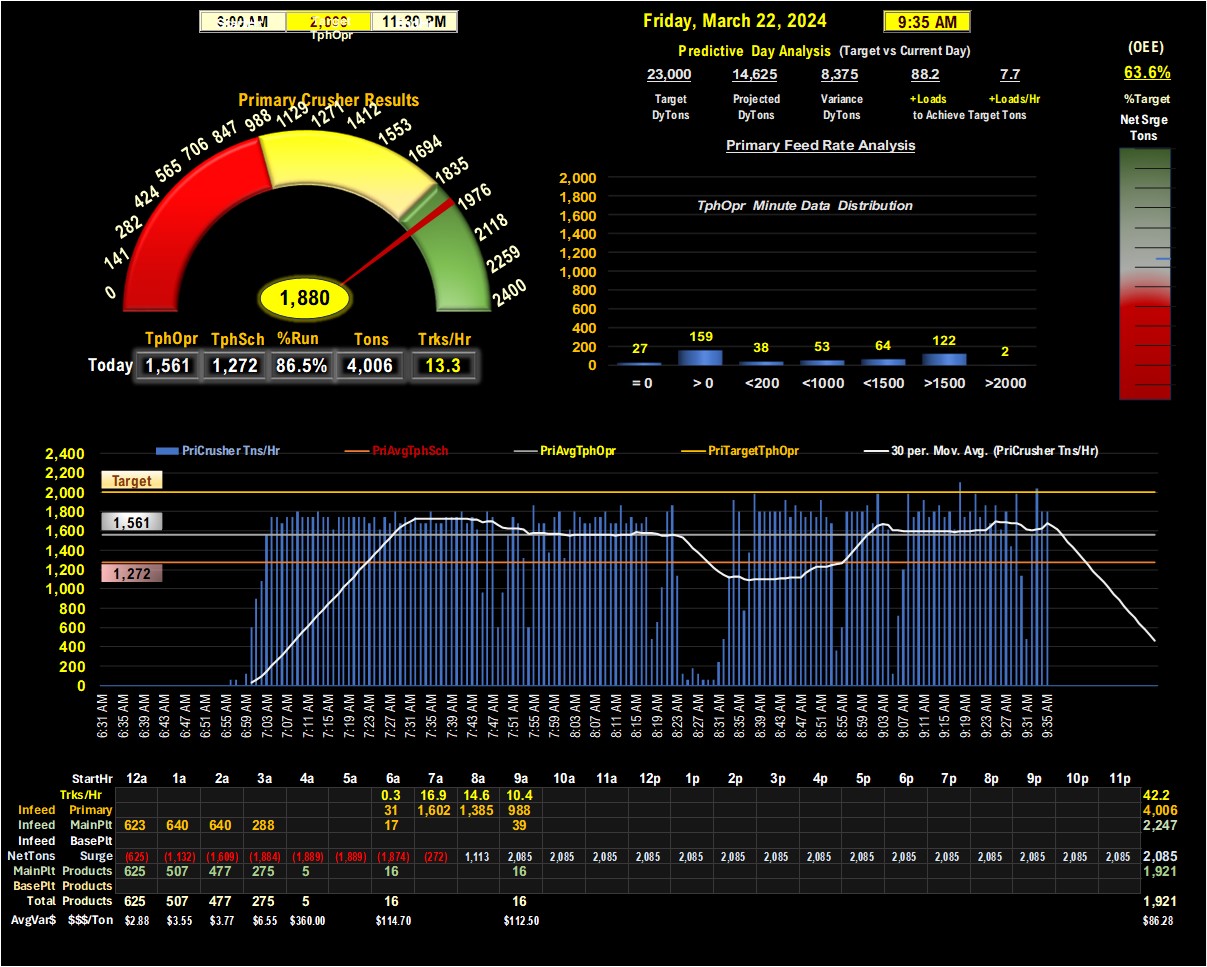 Friday, March 22, 2024 9:35 AM
2,000 11:30 PM
TphOpr
Predictive Day Analysis (Target vs Current Day)
23,000 14,625 8,375 88.2 7.7
Target Projected Variance +Loads +Loads/Hr
DyTons DyTons DyTons to Achieve Target Tons
(OEE)
63.6%
%Target
Net Srge
Tons
Primary Crusher Results
0 141 282 424 565 706 847 988 1129 1271 1412 1553 1694 1835 1976 2118 2259 2400
1,880
TphOpr TphSch %Run Tons Trks/Hr
Today 1,561 1,272 86.5% 4,006 13.3
Primary Feed Rate Analysis
TphOpr Minute Data Distribution
2,000
1,800
1,600
1,400
1,200
1,000
800
600
400
200
0
27 159 38 53 64 122 2
= 0 > 0 <200 <1000 <1500 >1500 >2000
PriCrusher Tns/Hr PriAvgTphSch PriAvgTphOpr PriTargetTphOpr 30 per. Mov. Avg. (PriCrusher Tns/Hr)
2,400
2,200
2,000
1,800
1,600
1,400
1,200
1,000
800
600
400
200
0
Target
1,561
1,272
6:31 AM 6:35 AM 6:39 AM 6:43 AM 6:47 AM 6:51 AM 6:55 AM 6:59 AM 7:03 AM 7:07 AM 7:11 AM 7:15 AM 7:19 AM 7:23 AM 7:27 AM 7:31 AM 7:35 AM 7:39 AM 7:43 AM 7:47 AM 7:51 AM 7:55 AM 7:59 AM 8:03 AM 8:07 AM 8:11 AM 8:15 AM 8:19 AM 8:23 AM 8:27 AM 8:31 AM 8:35 AM 8:39 AM 8:43 AM 8:47 AM 8:51 AM 8:55 AM 8:59 AM 9:03 AM 9:07 AM 9:11 AM 9:15 AM 9:19 AM 9:23 AM 9:27 AM 9:31 AM 9:35 AM
StartHr 12a 1a 2a 3a 4a 5a 6a 7a 8a 9a 10a 11a 12p 1p 2p 3p 4p 5p 6p 7p 8p 9p 10p 11p
Trks/Hr 0.3 16.9 14.6 10.4 42.2
Infeed Primary 31 1,602 1,385 988 4,006
Infeed MainPlt 623 640 640 288 17 39 2,247
Infeed BasePlt
NetTons Surge (625) (1,132) (1,609) (1,884) (1,889) (1,889) (1,874) (272) 1,113 2,085 2,085 2,085 2,085 2,085 2,085 2,085 2,085 2,085 2,085 2,085 2,085 2,085 2,085 2,085 2,085
MainPlt Products 625 507 477 275 5 16 16 1,921
BasePlt Products
Total Products 625 507 477 275 5 16 16 1,921
AvgVar$ $$$/Ton $2.88 $3.55 $3.77 $6.55 $360.00 $114.70 $112.50 $86.28